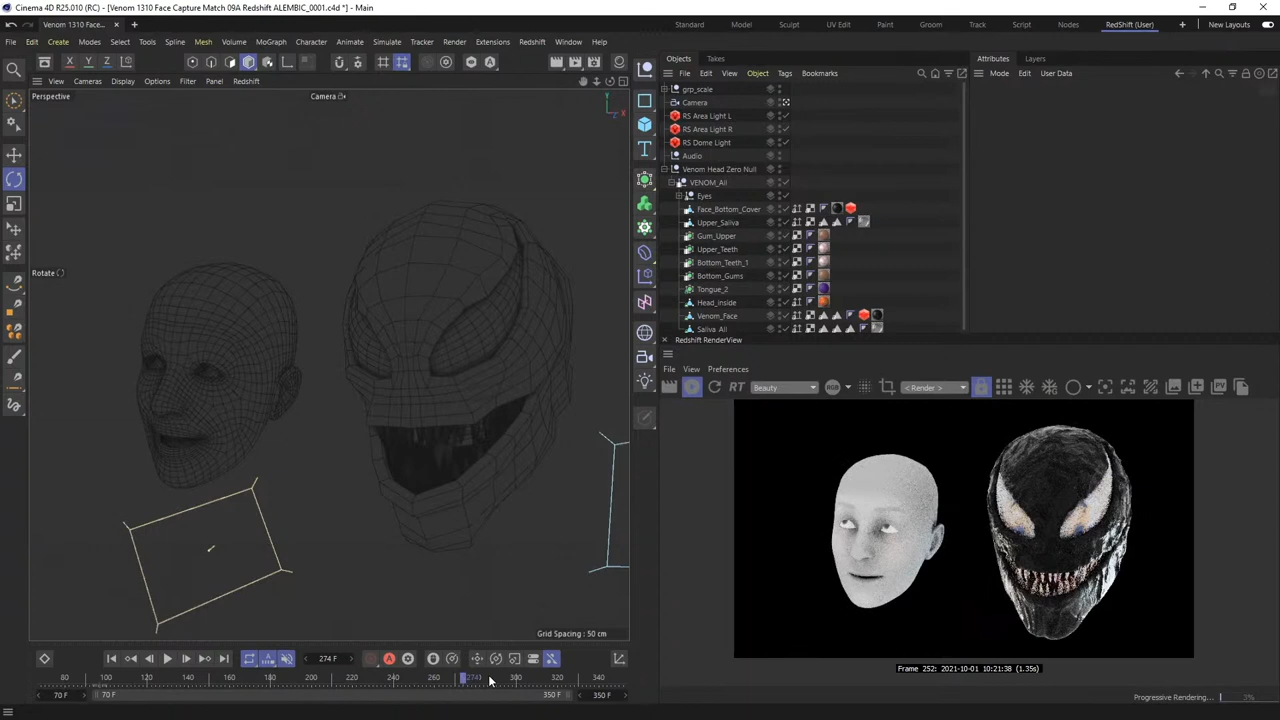 Cinema 4D R25.010 (RC) - [Venom 1310 Face Capture Match 09A Redshift ALEMBIC_0001.c4d *] - Main
Venom 1310 Face...
Standard Model Sculpt UV Edit Paint Groom Track Script Nodes RedShift (User) New Layouts
File Edit Create Modes Select Tools Spline Mesh Volume MoGraph Character Animate Simulate Tracker Render Extensions Redshift Window Help
X Y Z
View Cameras Display Options Filter Panel Redshift
Perspective
Camera
Y
X
Rotate
Grid Spacing : 50 cm
Objects Takes
File Edit View Object Tags Bookmarks
grp_scale
Camera
RS Area Light L
RS Area Light R
RS Dome Light
Audio
Venom Head Zero Null
VENOM_All
Eyes
Face_Bottom_Cover
Upper_Saliva
Gum_Upper
Upper_Teeth
Bottom_Teeth_1
Bottom_Gums
Tongue_2
Head_inside
Venom_Face
Saliva_All
Attributes Layers
Mode Edit User Data
Redshift RenderView
File View Preferences
RT Beauty RGB < Render > PV
Frame 252: 2021-10-01 10:21:38 (1.35s)
274 F
80 100 120 140 160 180 200 220 240 260 274 300 320 340
70 F 70 F 350 F 350 F
Progressive Rendering... 3%